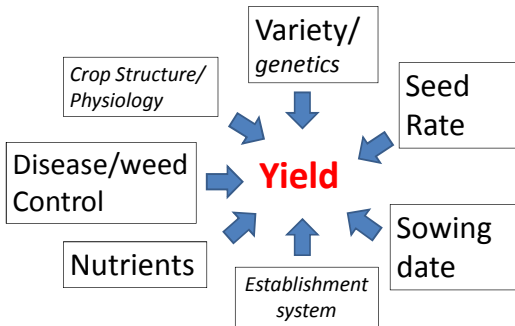 Variety/
genetics
Crop Structure/
Physiology
Seed
Rate
Disease/weed
Control
Yield
Nutrients
Sowing
date
Establishment
system